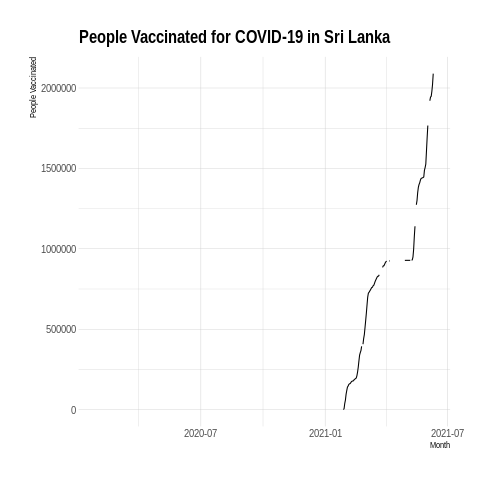 People Vaccinated for COVID-19 in Sri Lanka
People Vaccinated
2000000
1500000
1000000
500000
0
2020-07
2021-01
2021-07
Month